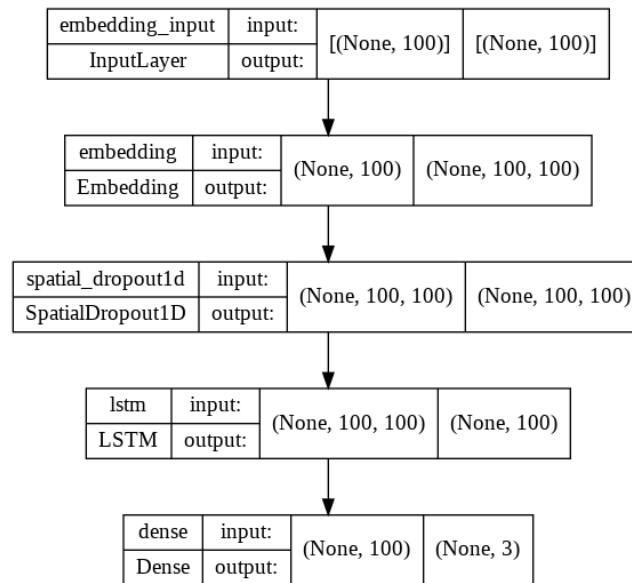 embedding_input input: [(None, 100)] [(None, 100)]
InputLayer output:
embedding input: (None, 100) (None, 100, 100)
Embedding output:
spatial_dropout1d input: (None, 100, 100) (None, 100, 100)
SpatialDropout1D output:
lstm input: (None, 100, 100) (None, 100)
LSTM output:
dense input: (None, 100) (None, 3)
Dense output: